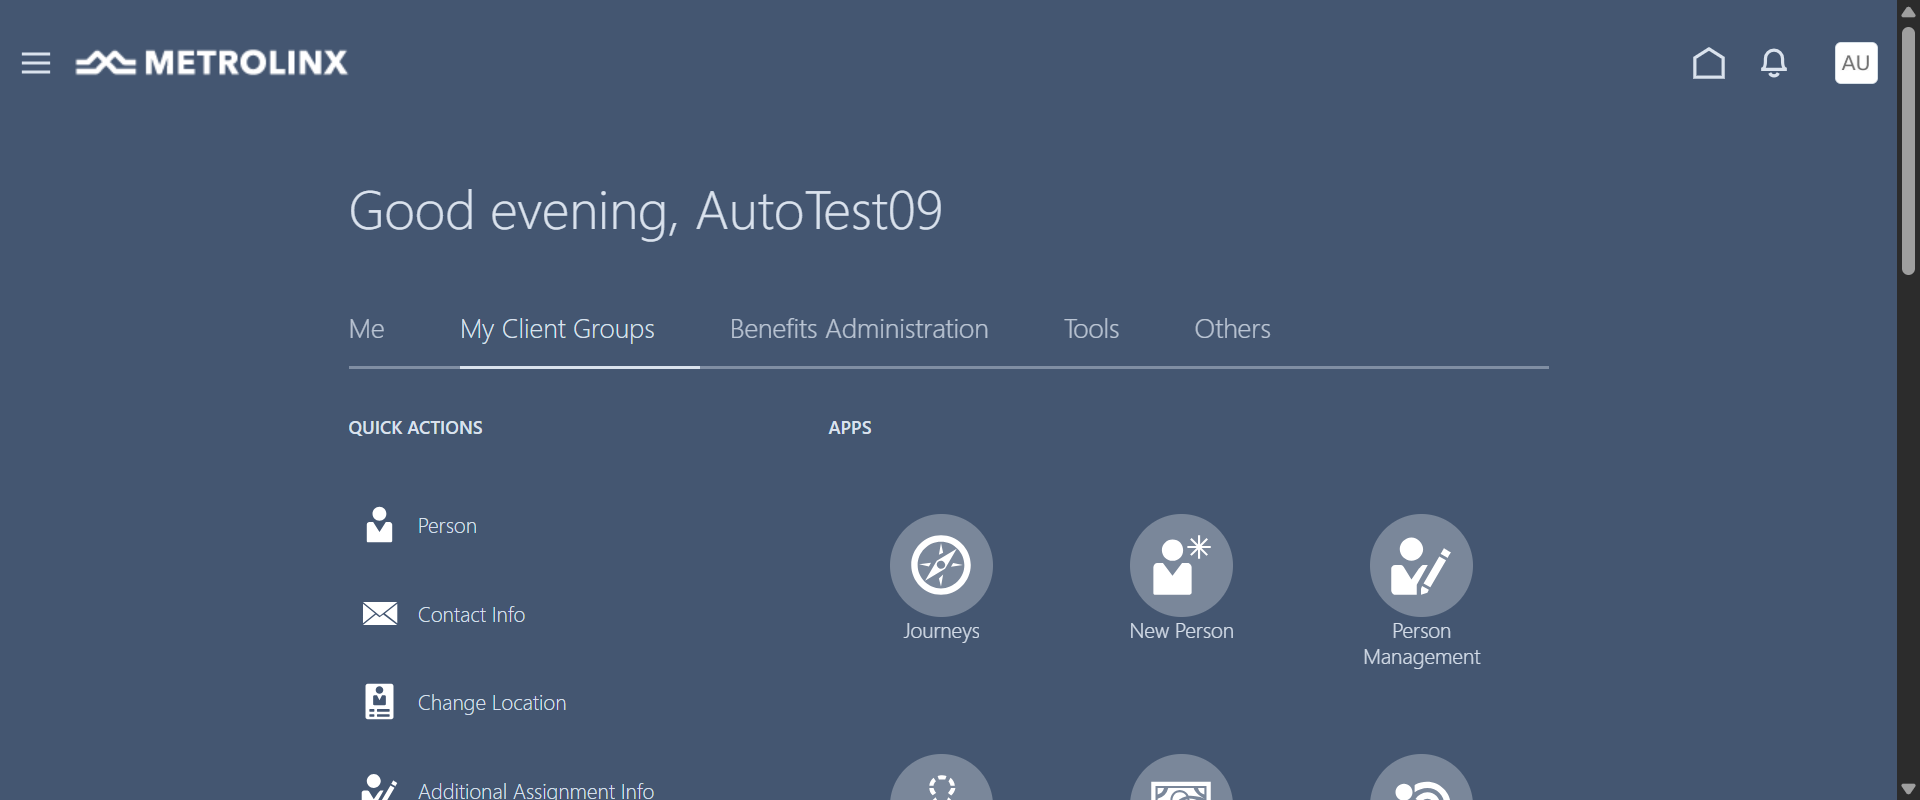 METROLINX
AU
Good evening, AutoTest09
Me
My Client Groups
Benefits Administration
Tools
Others
QUICK ACTIONS
APPS
Person
Contact Info
Change Location
Additional Assignment Info
Journeys
New Person
Person
Management